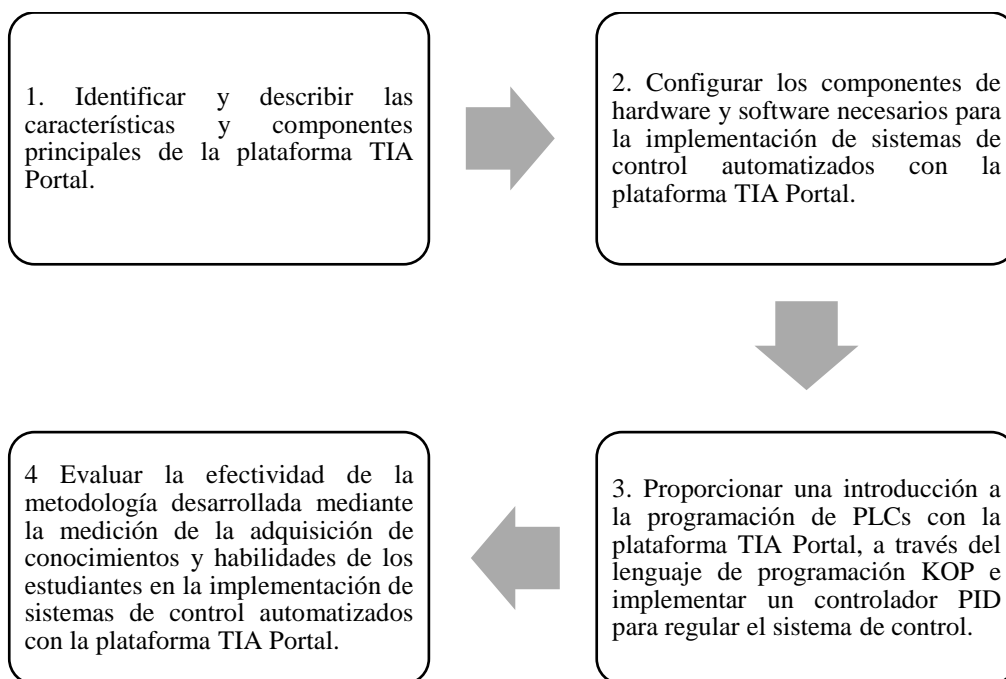 1. Identificar y describir las
características y componentes
principales de la plataforma TIA
Portal.
2. Configurar los componentes de
hardware y software necesarios para
la implementación de sistemas de
control automatizados con la
plataforma TIA Portal.
3. Proporcionar una introducción a
la programación de PLCs con la
plataforma TIA Portal, a través del
lenguaje de programación KOP e
implementar un controlador PID
para regular el sistema de control.
4 Evaluar la efectividad de la
metodología desarrollada mediante
la medición de la adquisición de
conocimientos y habilidades de los
estudiantes en la implementación de
sistemas de control automatizados
con la plataforma TIA Portal.